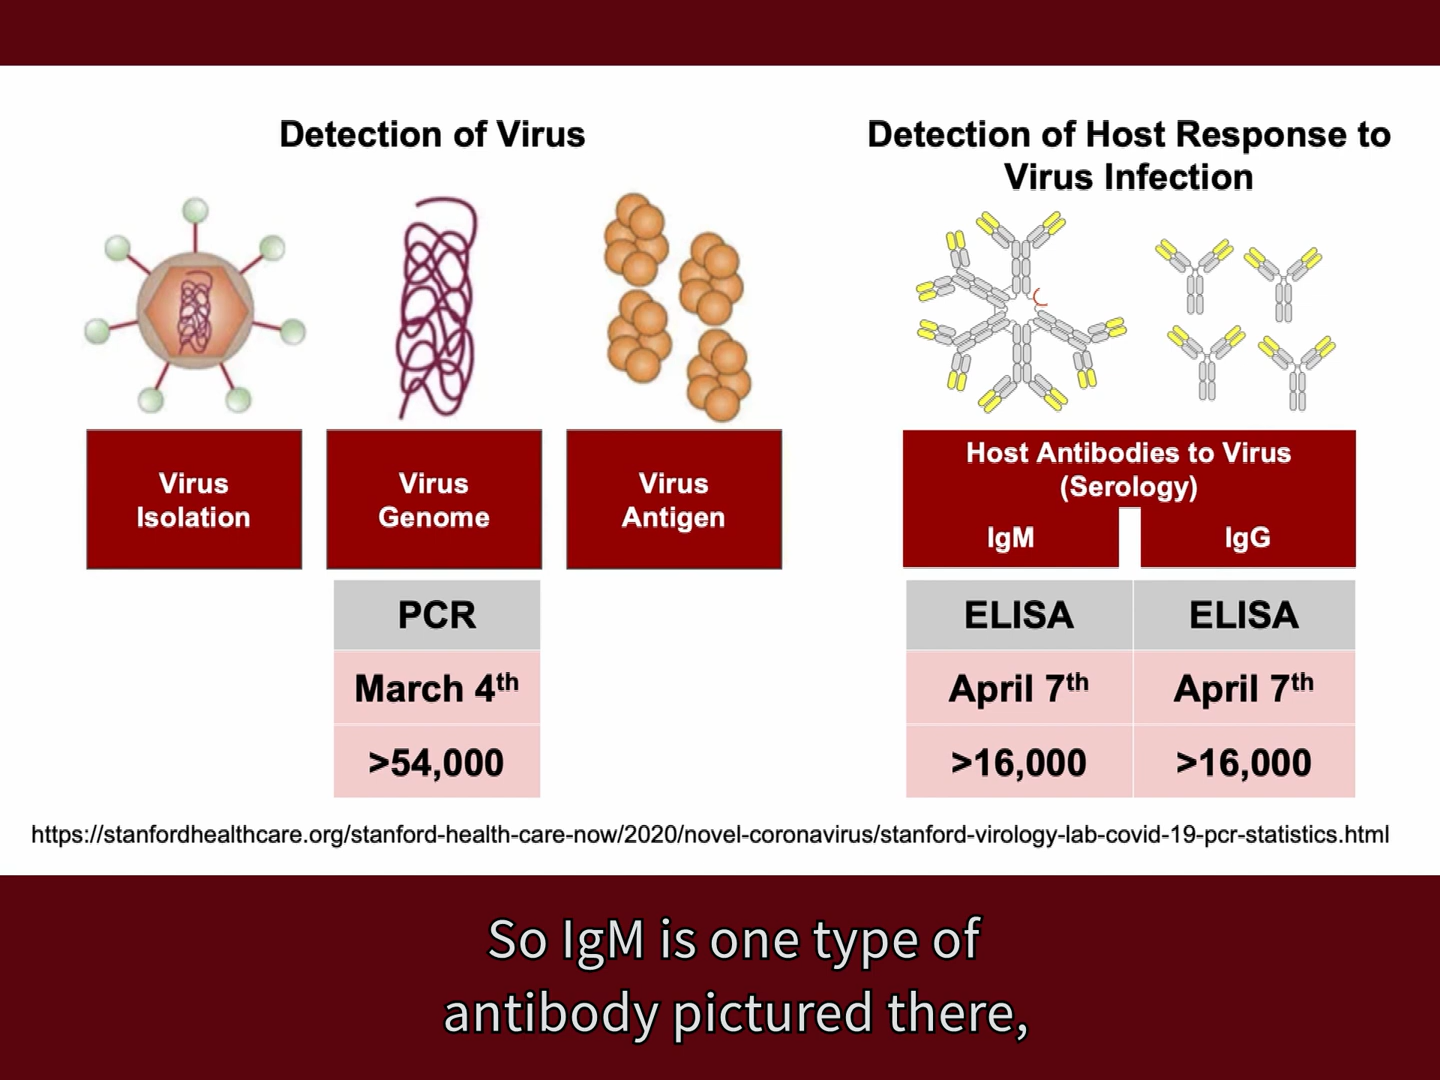 Detection of Virus
Detection of Host Response to
Virus Infection
Virus
Isolation
Virus
Genome
Virus
Antigen
Host Antibodies to Virus
(Serology)
IgM
IgG
PCR
March 4th
>54,000
ELISA
ELISA
April 7th
April 7th
>16,000
>16,000
https://stanfordhealthcare.org/stanford-health-care-now/2020/novel-coronavirus/stanford-virology-lab-covid-19-pcr-statistics.html
So IgM is one type of
antibody pictured there,